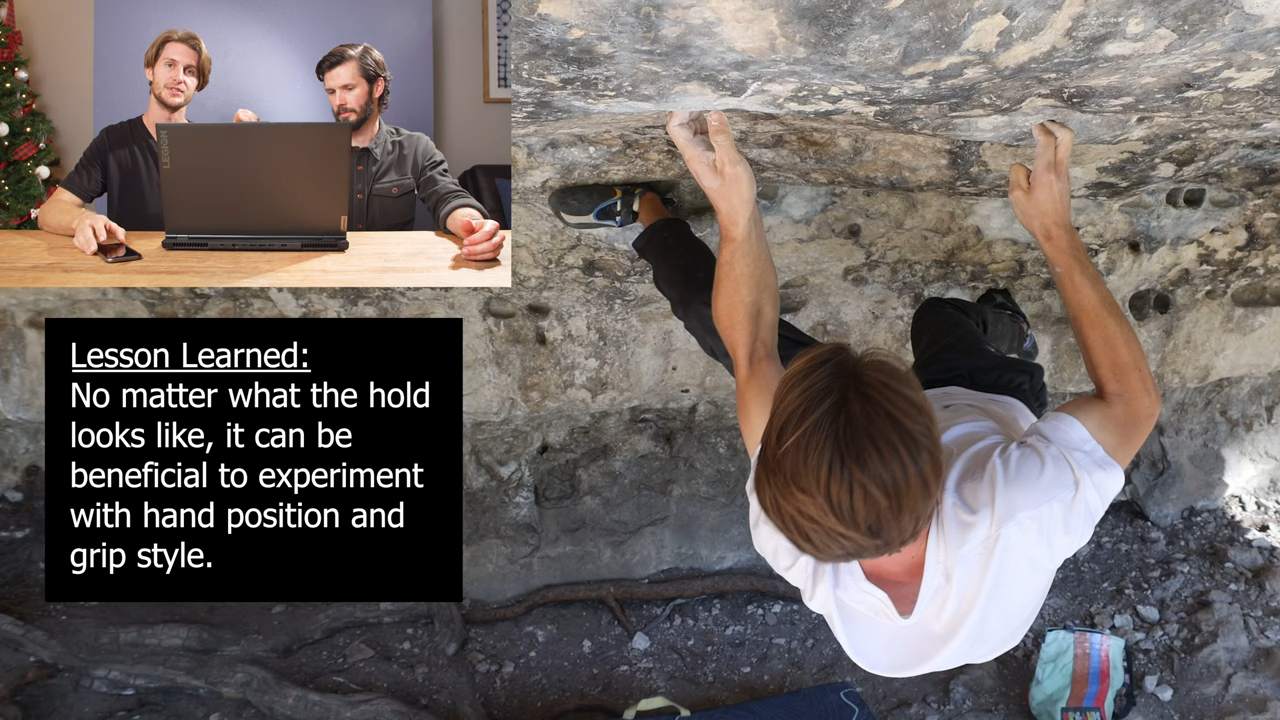 LEGION
Lesson Learned:
No matter what the hold
looks like, it can be
beneficial to experiment
with hand position and
grip style.